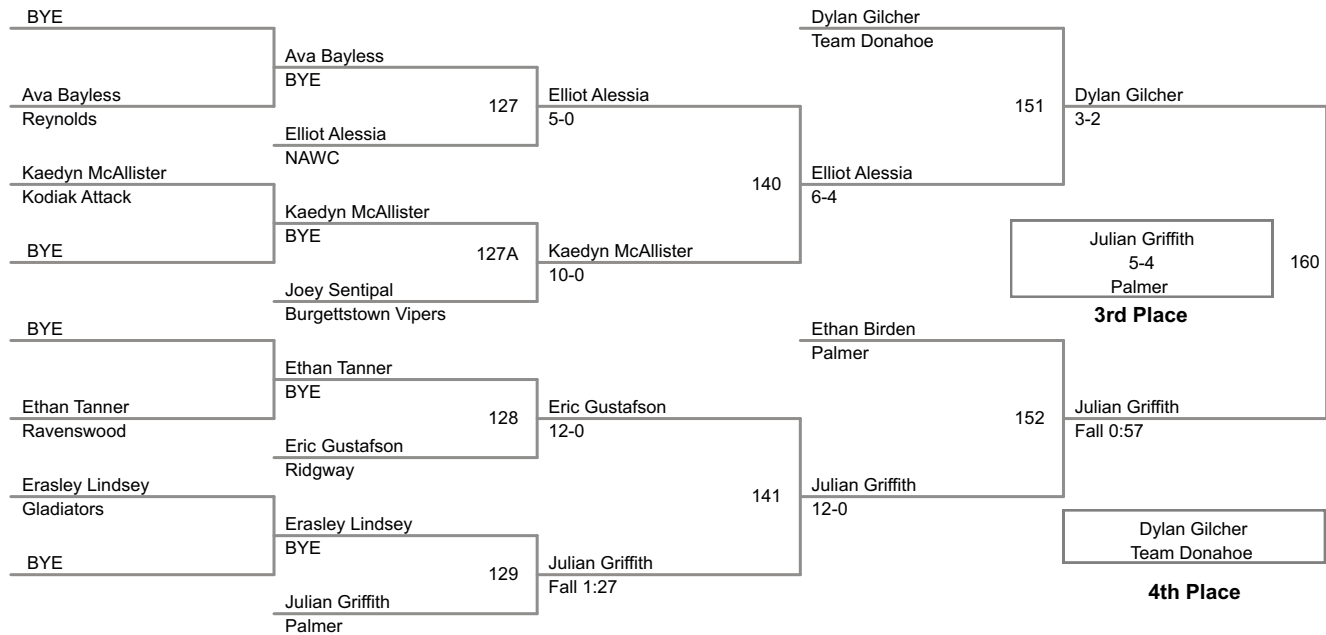 BYE
Ava Bayless
Reynolds
Kaedyn McAllister
Kodiak Attack
BYE
BYE
Ethan Tanner
Ravenswood
Erasley Lindsey
Gladiators
BYE
Ava Bayless
BYE
127
Elliot Alessia
NAWC
Kaedyn McAllister
BYE
127A
Joey Sentipal
Burgettstown Vipers
Ethan Tanner
BYE
128
Eric Gustafson
Ridgway
Erasley Lindsey
BYE
129
Julian Griffith
Palmer
Elliot Alessia
5-0
140
Kaedyn McAllister
10-0
Eric Gustafson
12-0
141
Julian Griffith
Fall 1:27
Dylan Gilcher
Team Donahoe
151
Elliot Alessia
6-4
Ethan Birden
Palmer
152
Julian Griffith
12-0
Dylan Gilcher
3-2
160
Julian Griffith
Fall 0:57
Julian Griffith
5-4
Palmer
3rd Place
Dylan Gilcher
Team Donahoe
4th Place